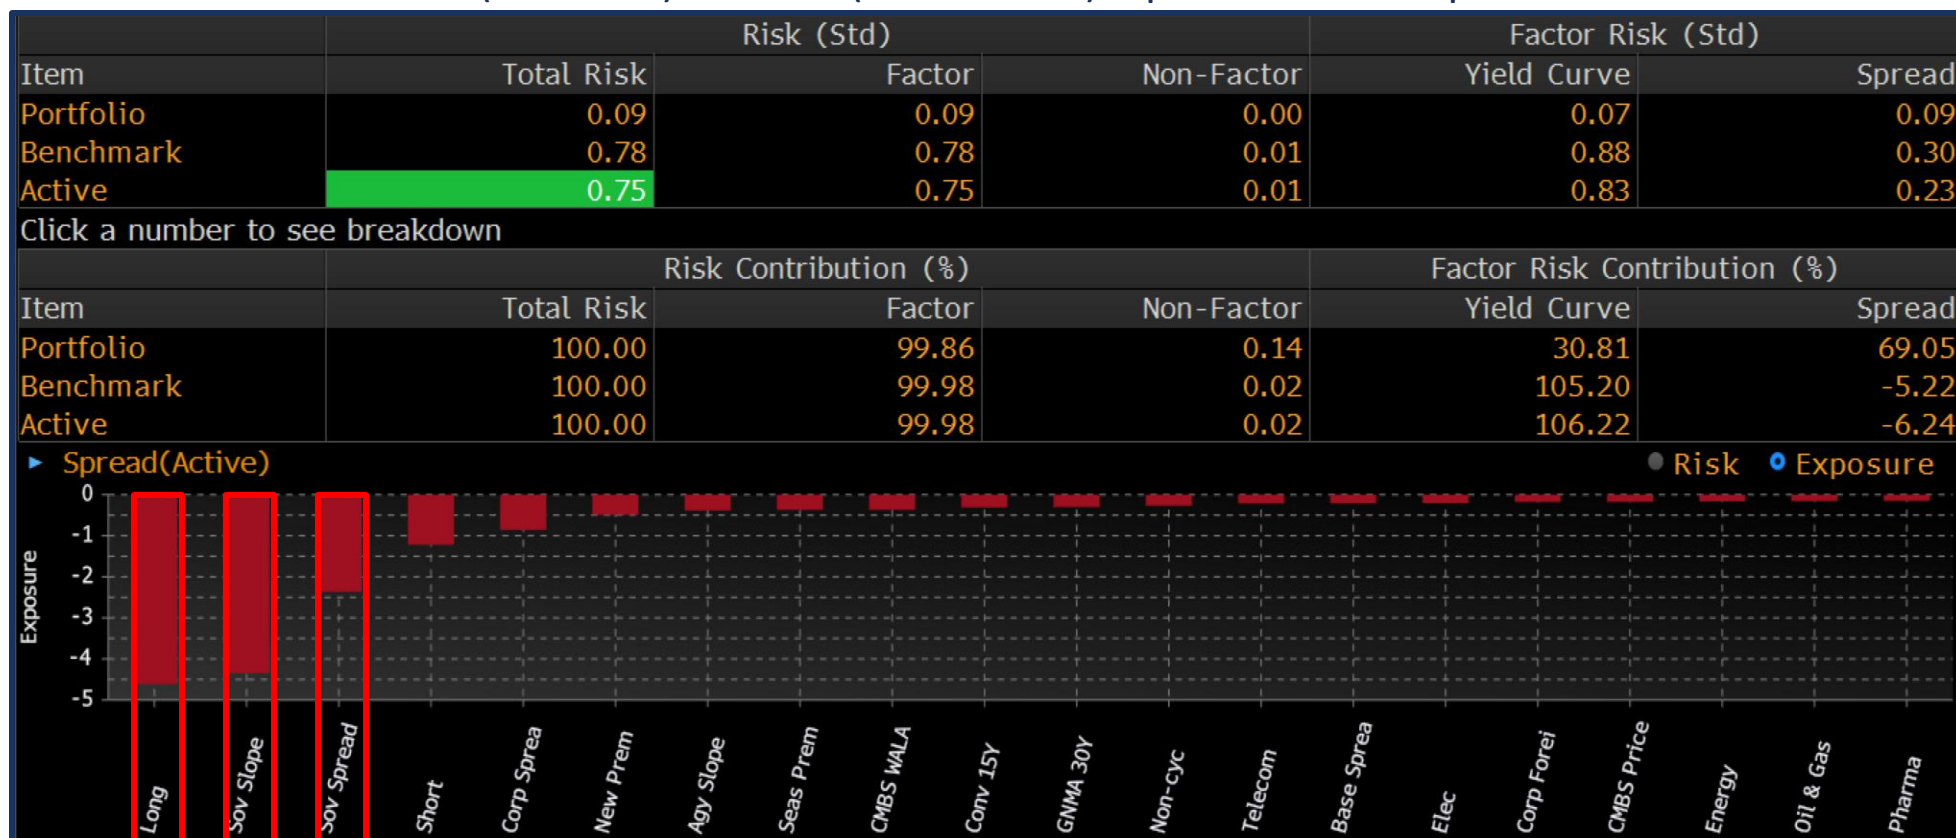 Risk (Std) Factor Risk (Std)
Item Total Risk Factor Non-Factor Yield Curve Spread
Portfolio 0.09 0.09 0.00 0.07 0.09
Benchmark 0.78 0.78 0.01 0.88 0.30
Active 0.75 0.75 0.01 0.83 0.23
Click a number to see breakdown
Risk Contribution (%) Factor Risk Contribution (%)
Item Total Risk Factor Non-Factor Yield Curve Spread
Portfolio 100.00 99.86 0.14 30.81 69.05
Benchmark 100.00 99.98 0.02 105.20 -5.22
Active 100.00 99.98 0.02 106.22 -6.24
Spread(Active) Risk Exposure
0
-1
-2
-3
-4
-5
Exposure
Long
Sov Slope
Sov Spread
Short
Corp Sprea
New Prem
Agy Slope
Seas Prem
CMBS WALA
Conv 15Y
GNMA 30Y
Non-cyc
Telecom
Base Sprea
Elec
Corp Forei
CMBS Price
Energy
Oil & Gas
Pharma